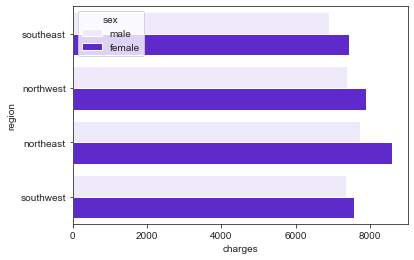 sex
male
female
southeast
northwest
northeast
southwest
region
0
2000
4000
6000
8000
charges